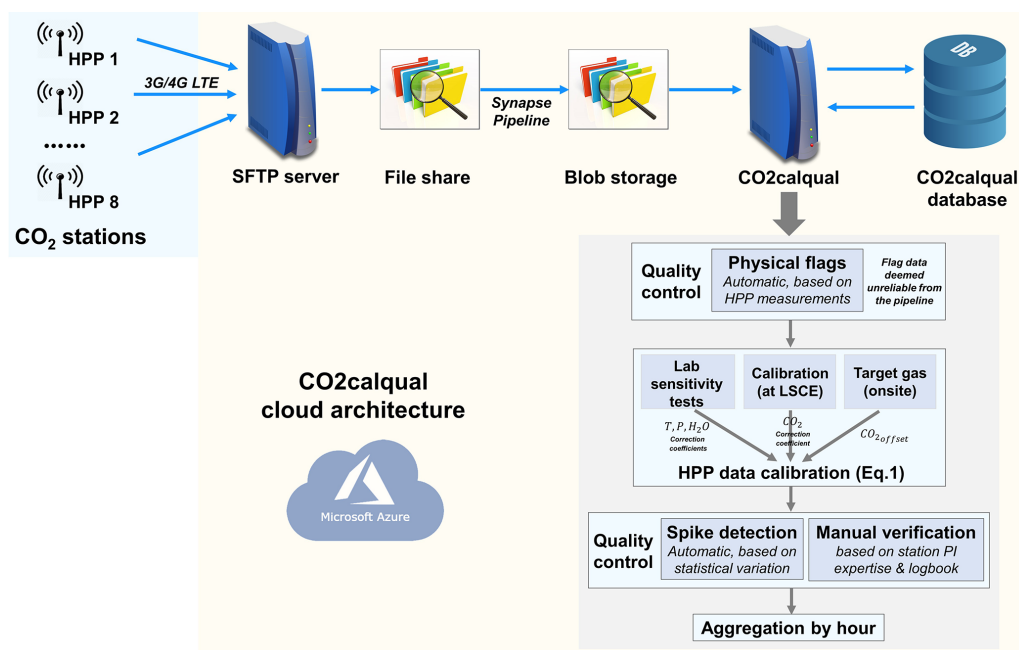 HPP 1
3G/4G LTE
HPP 2
......
HPP 8
CO₂ stations
SFTP server
File share
Synapse
Pipeline
Blob storage
CO2calqual
DB
CO2calqual
database
Quality
control
Physical flags
Automatic, based on
HPP measurements
Flag data
deemed
unreliable from
the pipeline
Lab
sensitivity
tests
Calibration
(at LSCE)
Target gas
(onsite)
T, P, H₂O
Correction
coefficients
CO₂
Correction
coefficient
CO₂offset
HPP data calibration (Eq.1)
CO2calqual
cloud architecture
Microsoft Azure
Quality
control
Spike detection
Automatic, based on
statistical variation
Manual verification
based on station PI
expertise & logbook
Aggregation by hour